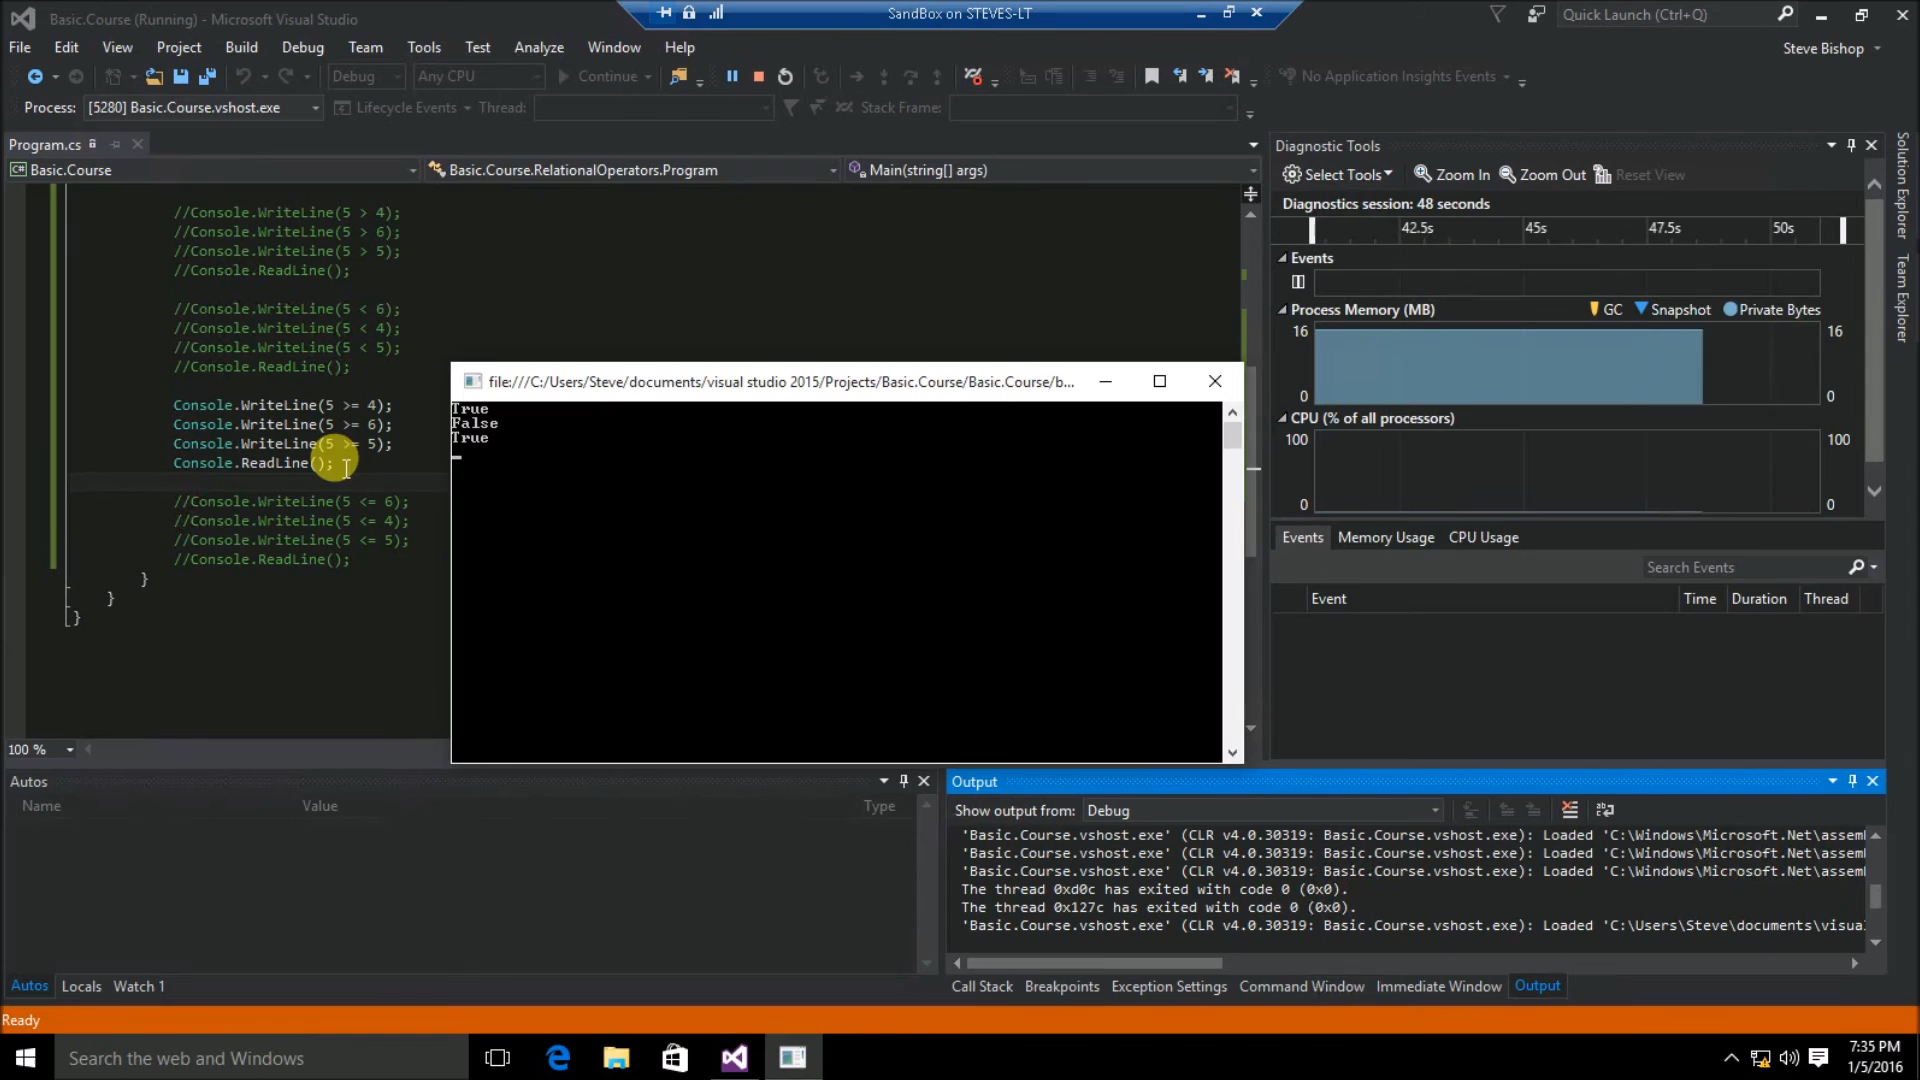 Basic.Course (Running) - Microsoft Visual Studio
SandBox on STEVES-LT
Quick Launch (Ctrl+Q)
File Edit View Project Build Debug Team Tools Test Analyze Window Help
Steve Bishop
Debug Any CPU Continue No Application Insights Events
Process: [5280] Basic.Course.vshost.exe Lifecycle Events Thread: Stack Frame:
Program.cs
C# Basic.Course Basic.Course.RelationalOperators.Program Main(string[] args)
//Console.WriteLine(5 > 4);
//Console.WriteLine(5 > 6);
//Console.WriteLine(5 > 5);
//Console.ReadLine();
//Console.WriteLine(5 < 6);
//Console.WriteLine(5 < 4);
//Console.WriteLine(5 < 5);
//Console.ReadLine();
Console.WriteLine(5 >= 4);
Console.WriteLine(5 >= 6);
Console.WriteLine(5 >= 5);
Console.ReadLine();
//Console.WriteLine(5 <= 6);
//Console.WriteLine(5 <= 4);
//Console.WriteLine(5 <= 5);
//Console.ReadLine();
}
}
}
100 %
file:///C:/Users/Steve/documents/visual studio 2015/Projects/Basic.Course/Basic.Course/b...
True
False
True
Diagnostic Tools
Select Tools Zoom In Zoom Out Reset View
Diagnostics session: 48 seconds
42.5s 45s 47.5s 50s
Events
Process Memory (MB) GC Snapshot Private Bytes
16 16
0 0
CPU (% of all processors)
100 100
0 0
Events Memory Usage CPU Usage
Search Events
Event Time Duration Thread
Solution Explorer
Team Explorer
Autos
Name Value Type
Autos Locals Watch 1
Output
Show output from: Debug
'Basic.Course.vshost.exe' (CLR v4.0.30319: Basic.Course.vshost.exe): Loaded 'C:\Windows\Microsoft.Net\assem
'Basic.Course.vshost.exe' (CLR v4.0.30319: Basic.Course.vshost.exe): Loaded 'C:\Windows\Microsoft.Net\assem
'Basic.Course.vshost.exe' (CLR v4.0.30319: Basic.Course.vshost.exe): Loaded 'C:\Windows\Microsoft.Net\assem
The thread 0xd0c has exited with code 0 (0x0).
The thread 0x127c has exited with code 0 (0x0).
'Basic.Course.vshost.exe' (CLR v4.0.30319: Basic.Course.vshost.exe): Loaded 'C:\Users\Steve\documents\visua
Call Stack Breakpoints Exception Settings Command Window Immediate Window Output
Ready
Search the web and Windows
7:35 PM
1/5/2016